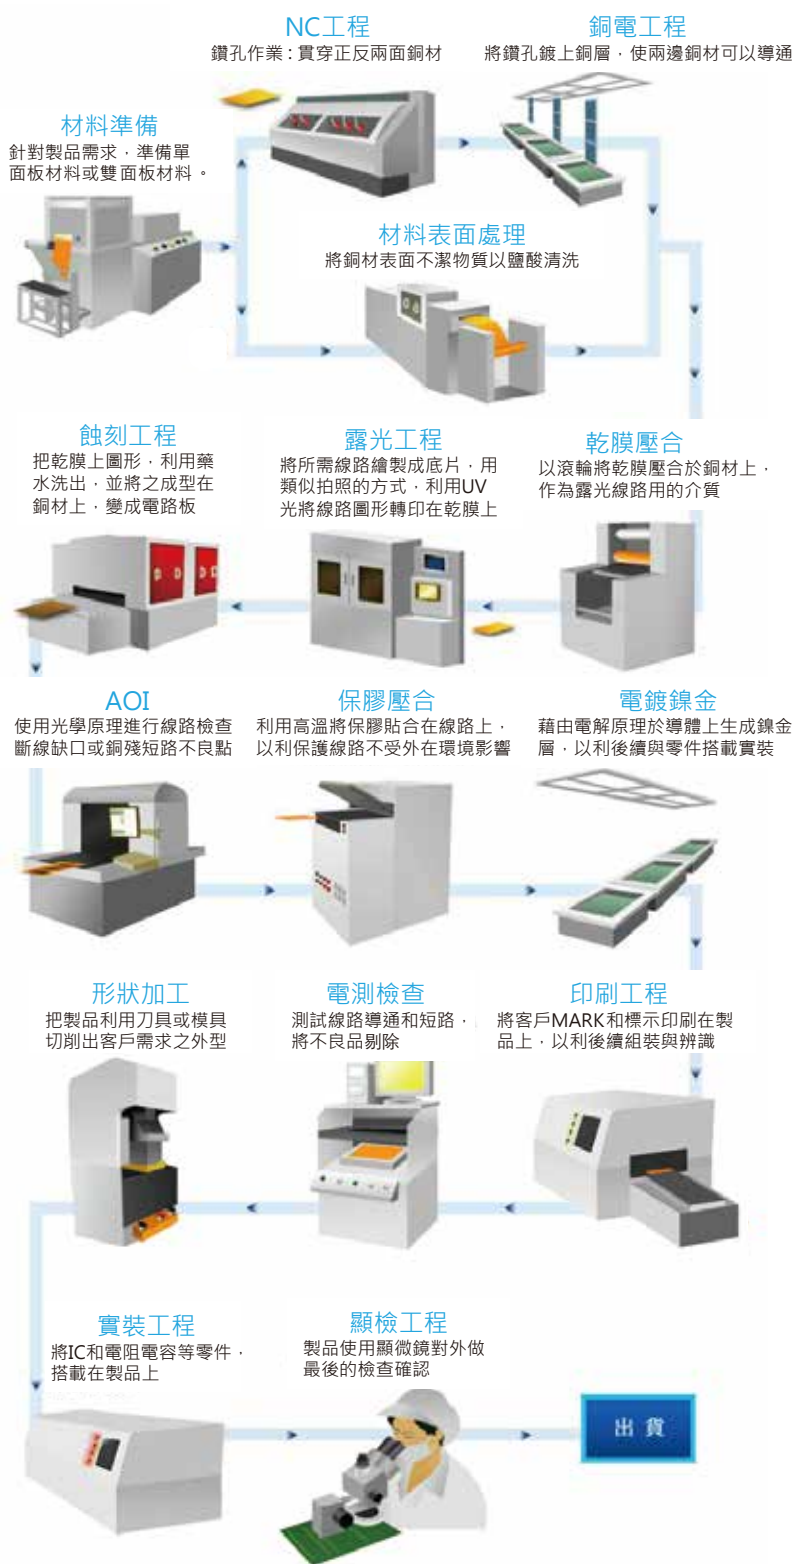 NC工程
鑽孔作業:貫穿正反兩面銅材
銅電工程
將鑽孔鍍上銅層,使兩邊銅材可以導通
材料準備
針對製品需求,準備單
面板材料或雙面板材料。
材料表面處理
將銅材表面不潔物質以鹽酸清洗
蝕刻工程
把乾膜上圖形,利用藥
水洗出,並將之成型在
銅材上,變成電路板
露光工程
將所需線路繪製成底片,用
類似拍照的方式,利用UV
光將線路圖形轉印在乾膜上
乾膜壓合
以滾輪將乾膜壓合於銅材上,
作為露光線路用的介質
AOI
使用光學原理進行線路檢查
斷線缺口或銅殘短路不良點
保膠壓合
利用高溫將保膠貼合在線路上,
以利保護線路不受外在環境影響
電鍍鎳金
藉由電解原理於導體上生成鎳金
層,以利後續與零件搭載實裝
形狀加工
把製品利用刀具或模具
切削出客戶需求之外型
電測檢查
測試線路導通和短路,
將不良品剔除
印刷工程
將客戶MARK和標示印刷在製
品上,以利後續組裝與辨識
實裝工程
將IC和電阻電容等零件,
搭載在製品上
顯檢工程
製品使用顯微鏡對外做
最後的檢查確認
出貨